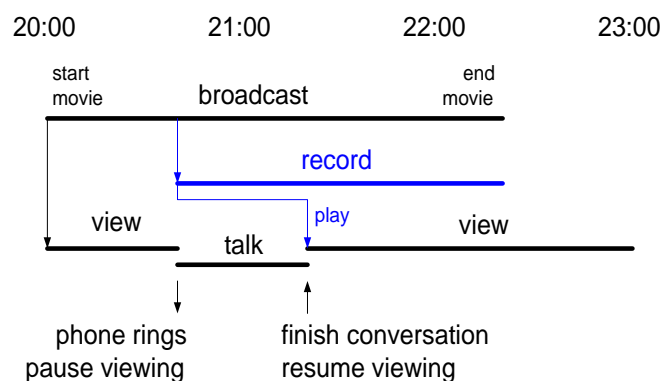 20:00 21:00 22:00 23:00
start
movie
broadcast
end
movie
record
view
play
view
talk
phone rings
pause viewing
finish conversation
resume viewing